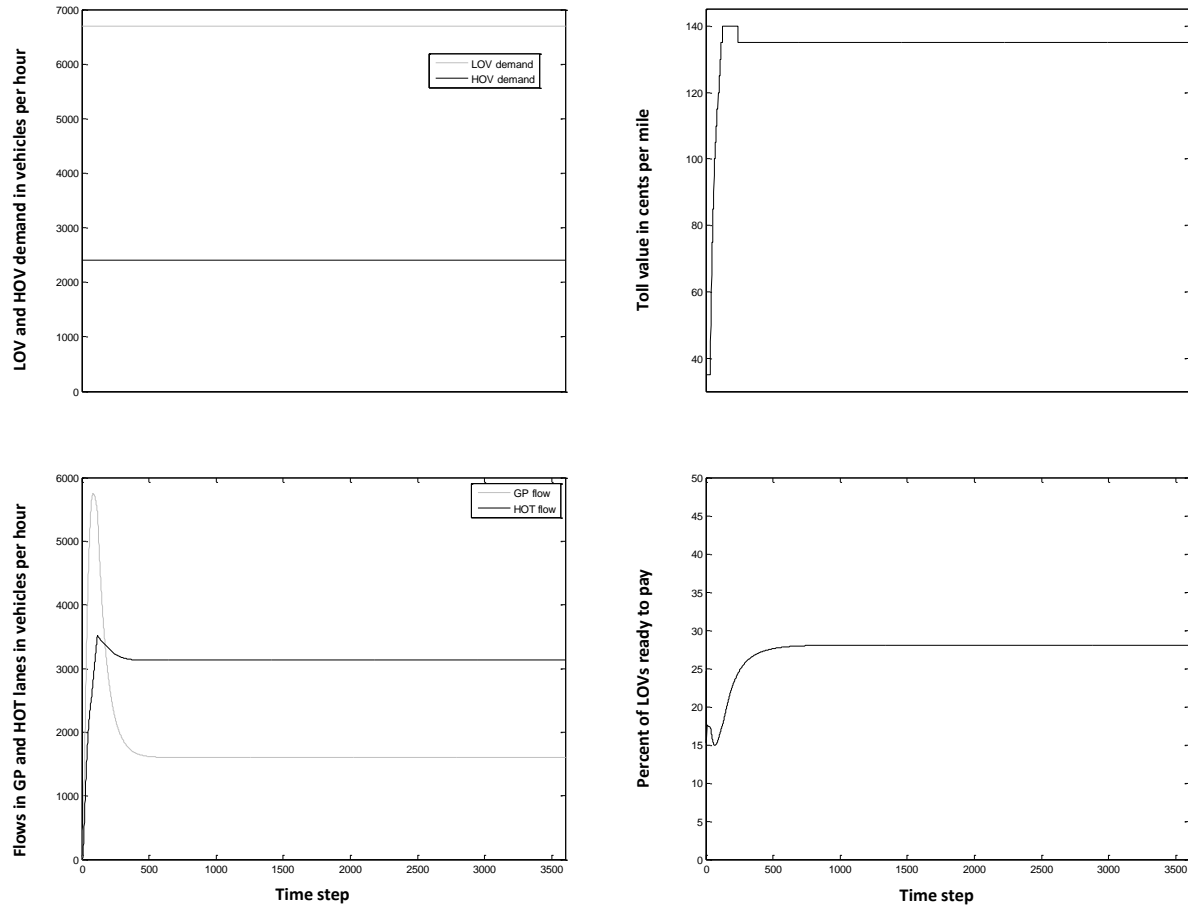 LOV and HOV demand in vehicles per hour
7000
6000
5000
4000
3000
2000
1000
0
LOV demand
HOV demand
Toll value in cents per mile
140
120
100
80
60
40
Flows in GP and HOT lanes in vehicles per hour
6000
5000
4000
3000
2000
1000
0
GP flow
HOT flow
0 500 1000 1500 2000 2500 3000 3500
Time step
Percent of LOVs ready to pay
50
45
40
35
30
25
20
15
10
5
0
0 500 1000 1500 2000 2500 3000 3500
Time step